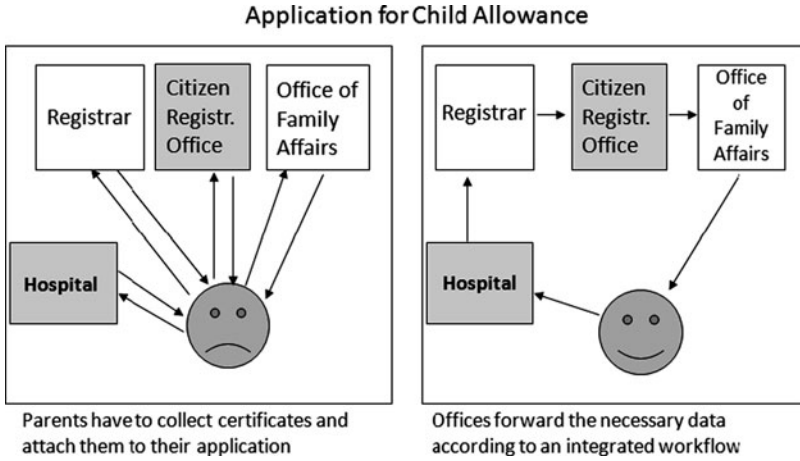 Application for Child Allowance
Registrar
Citizen
Registr.
Office
Office of
Family
Affairs
Hospital
Parents have to collect certificates and
attach them to their application
Registrar
Citizen
Registr.
Office
Office
of
Family
Affairs
Hospital
Offices forward the necessary data
according to an integrated workflow